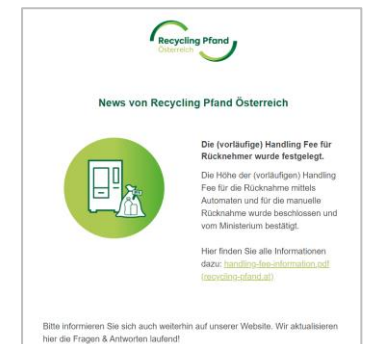 Recycling Pfand
Österreich
News von Recycling Pfand Österreich
Die (vorläufige) Handling Fee für
Rücknehmer wurde festgelegt.
Die Höhe der (vorläufigen) Handling
Fee für die Rücknahme mittels
Automaten und für die manuelle
Rücknahme wurde beschlossen und
vom Ministerium bestätigt.
Hier finden Sie alle Informationen
dazu: handling-fee-information.pdf
(recycling-pfand.at)
Bitte informieren Sie sich auch weiterhin auf unserer Website. Wir aktualisieren
hier die Fragen & Antworten laufend!